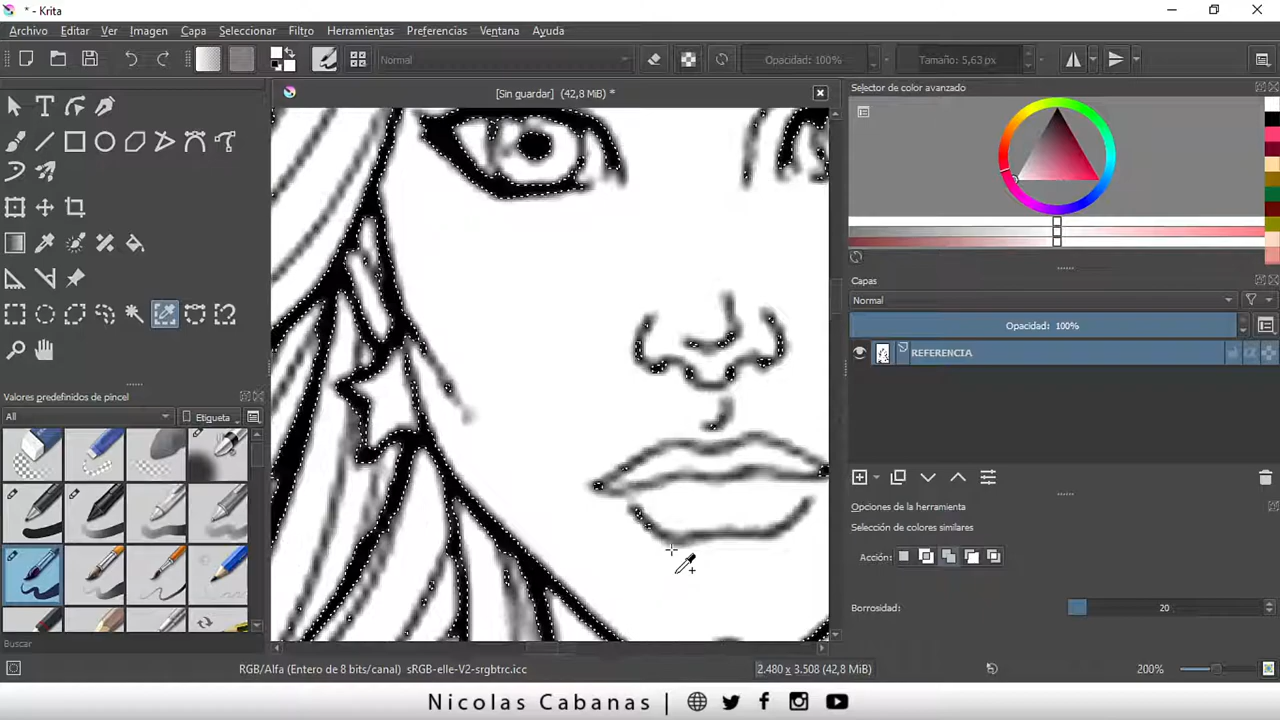 * - Krita
Archivo Editar Ver Imagen Capa Seleccionar Filtro Herramientas Preferencias Ventana Ayuda
Normal Opacidad: 100% Tamaño: 5,63 px
[Sin guardar] (42,8 MiB) *
Selector de color avanzado
Capas
Normal
Opacidad: 100%
REFERENCIA
Valores predefinidos de pincel
All Etiqueta
Opciones de la herramienta
Selección de colores similares
Acción:
Borrosidad: 20
Buscar
RGB/Alfa (Entero de 8 bits/canal) sRGB-elle-V2-srgbtrc.icc 2.480 x 3.508 (42,8 MiB) 200%
Nicolas Cabanas |